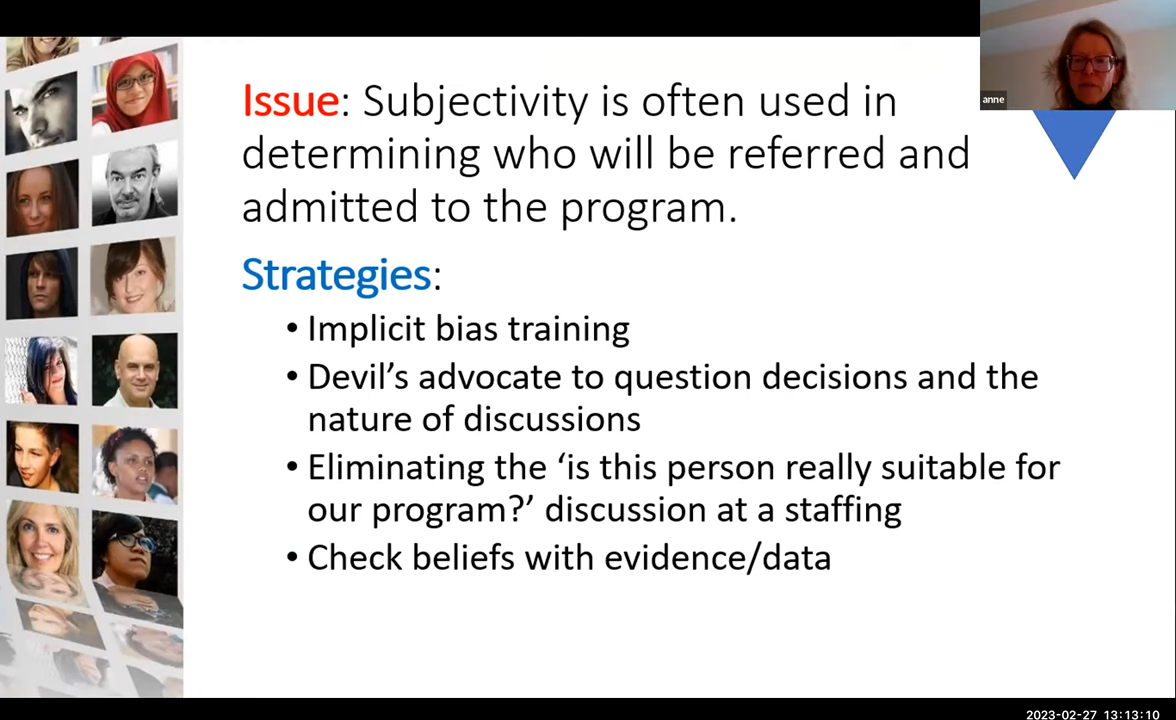 Issue: Subjectivity is often used in
determining who will be referred and
admitted to the program.
anne
Strategies:
• Implicit bias training
• Devil’s advocate to question decisions and the
nature of discussions
• Eliminating the ‘is this person really suitable for
our program?’ discussion at a staffing
• Check beliefs with evidence/data
2023-02-27 13:13:10